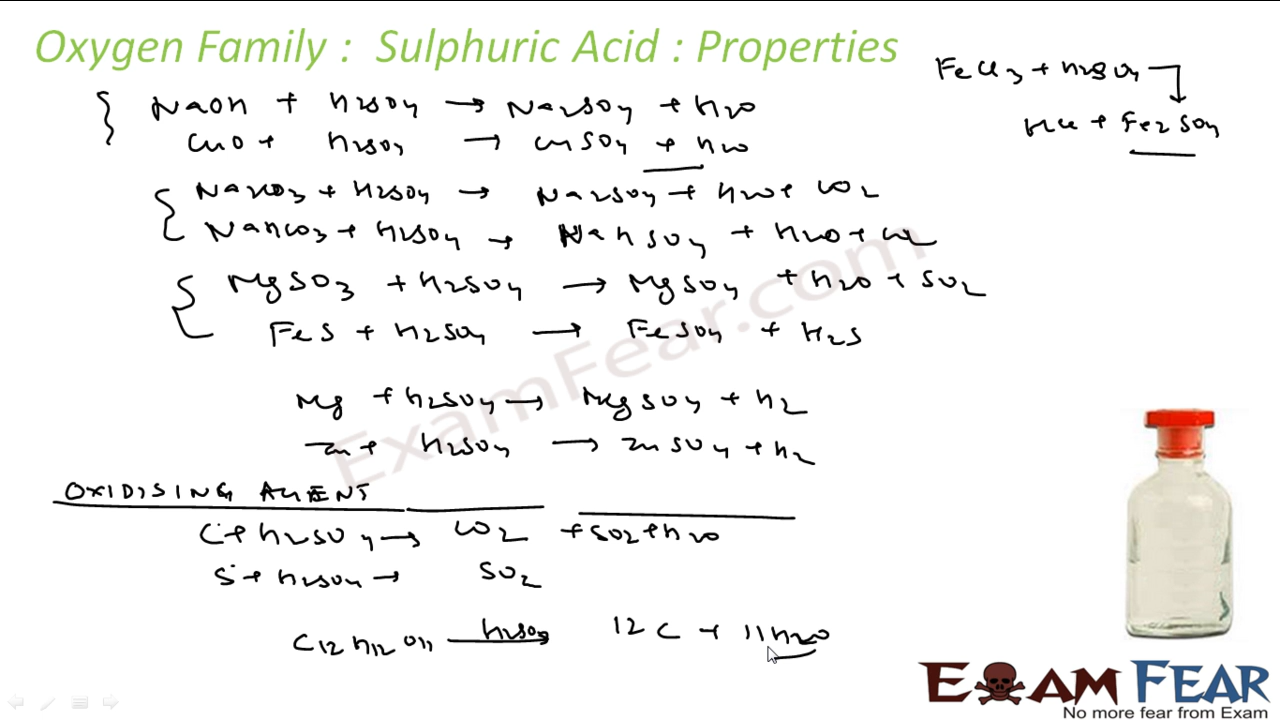 Oxygen Family : Sulphuric Acid : Properties
FeCl3 + H2SO4 →
HCl + Fe2SO4
NaOH + H2SO4 → Na2SO4 + H2O
CuO + H2SO4 → CuSO4 + H2O
Na2CO3 + H2SO4 → Na2SO4 + H2O + CO2
NaHCO3 + H2SO4 → NaHSO4 + H2O + CO2
MgSO3 + H2SO4 → MgSO4 + H2O + SO2
FeS + H2SO4 → FeSO4 + H2S
Mg + H2SO4 → MgSO4 + H2
Zn + H2SO4 → ZnSO4 + H2
OXIDISING AGENT
C + H2SO4 → CO2 + SO2 + H2O
S + H2SO4 → SO2
C12H12O11 H2SO4 → 12C + 11H2O
ExamFear.com
EXAM FEAR
No more fear from Exam